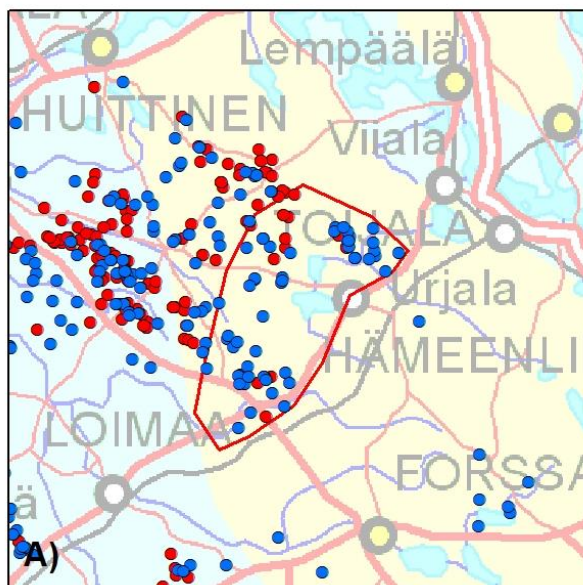 Lempäälä
HUITTINEN
Viiala
TOIJALA
Urjala
HÄMEENLI
LOIMAA
FORSSA
ä
A)